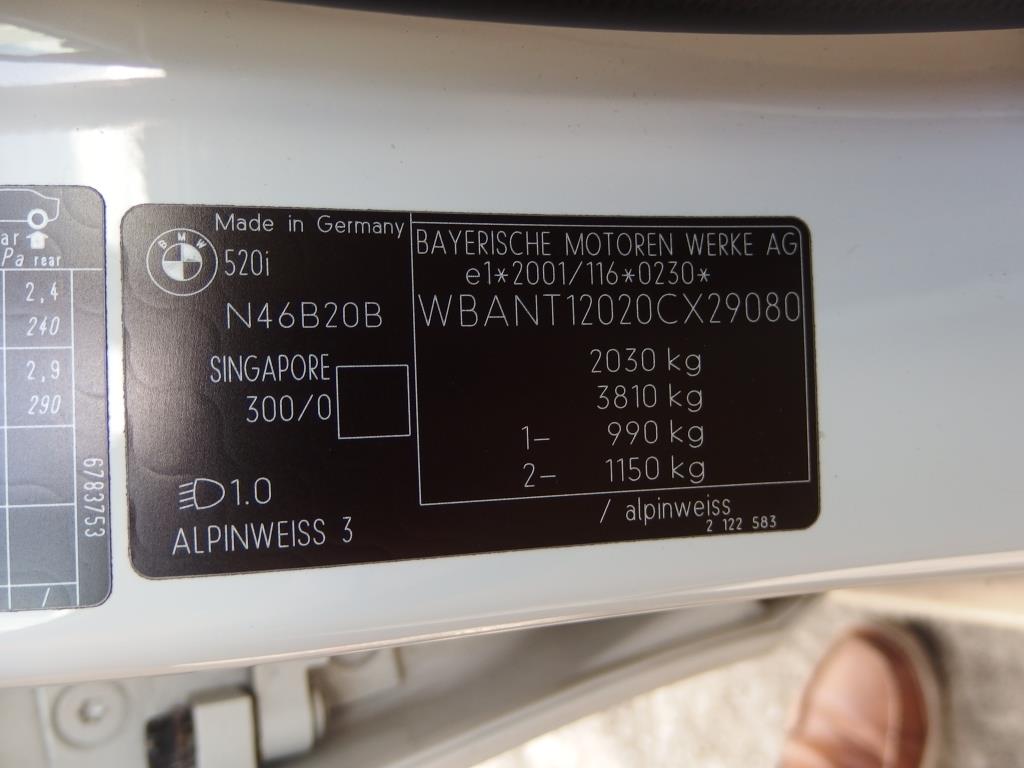 ar
Pa rear
2,4
240
2,9
290
/
6783753
Made in Germany
BMW
520i
N46B20B
SINGAPORE
300/0
1.0
ALPINWEISS 3
BAYERISCHE MOTOREN WERKE AG
e1*2001/116*0230*
WBANT12020CX29080
2030 kg
3810 kg
1- 990 kg
2- 1150 kg
/ alpinweiss
2 122 583